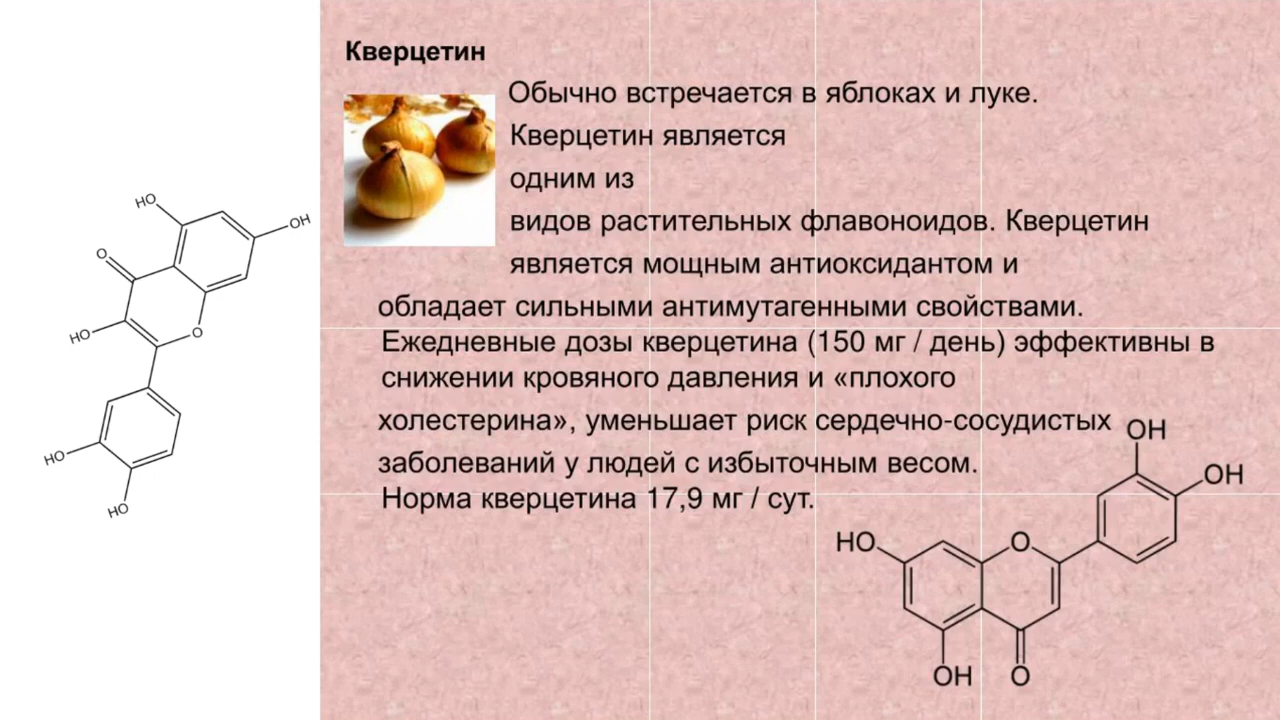 Кверцетин
Обычно встречается в яблоках и луке.
Кверцетин является
одним из
видов растительных флавоноидов. Кверцетин
является мощным антиоксидантом и
обладает сильными антимутагенными свойствами.
Ежедневные дозы кверцетина (150 мг / день) эффективны в
снижении кровяного давления и «плохого
холестерина», уменьшает риск сердечно-сосудистых
заболеваний у людей с избыточным весом.
Норма кверцетина 17,9 мг / сут.
HO
OH
O
HO
O
HO
HO
OH
OH
HO
O
OH
O